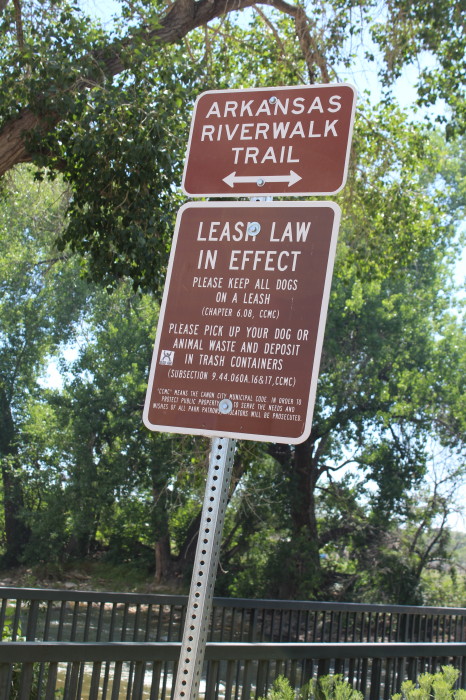 ARKANSAS
RIVERWALK
TRAIL
LEASH LAW
IN EFFECT
PLEASE KEEP ALL DOGS
ON A LEASH
(CHAPTER 6.08, CCMC)
PLEASE PICK UP YOUR DOG OR
ANIMAL WASTE AND DEPOSIT
IN TRASH CONTAINERS
(SUBSECTION 9.44.060A.16&17,CCMC)
"CCMC" MEANS THE CANON CITY MUNICIPAL CODE. IN ORDER TO
PROTECT PUBLIC PROPERTY TO SERVE THE NEEDS AND
WISHES OF ALL PARK WILL BE PROSECUTED.